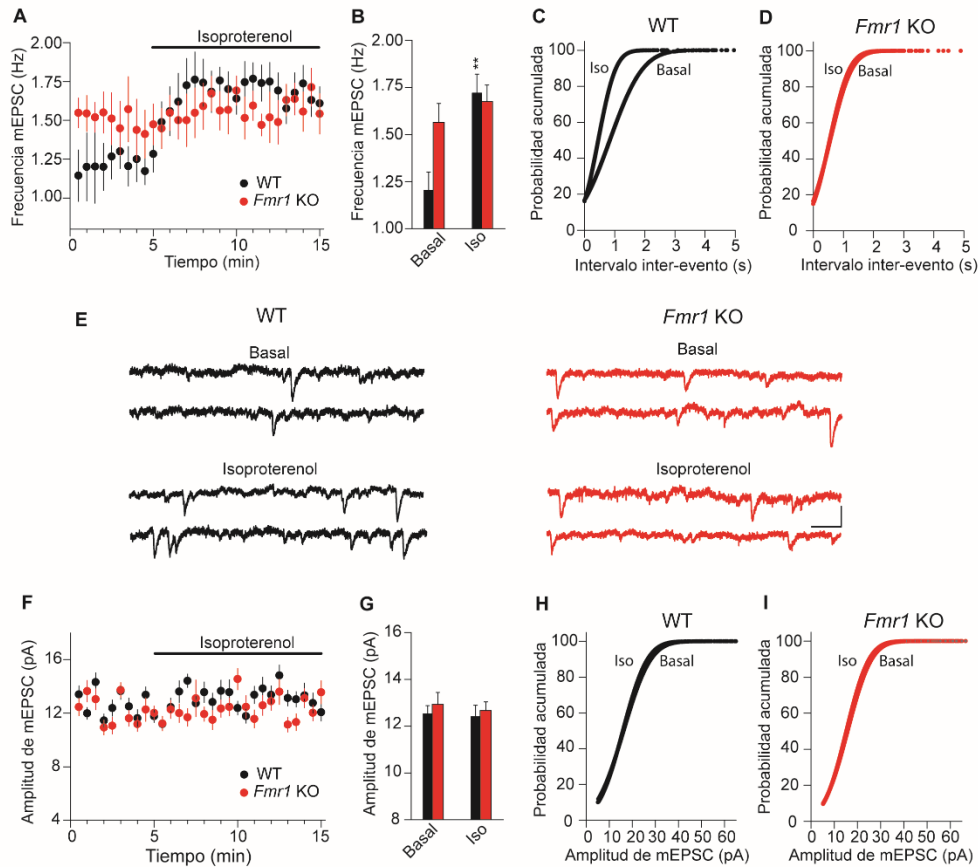 A
Isoproterenol
Frecuencia mEPSC (Hz)
2.00
1.75
1.50
1.25
1.00
WT
Fmr1 KO
0
5
10
15
Tiempo (min)
B
Frecuencia mEPSC (Hz)
2.00
1.75
1.50
1.25
1.00
**
Basal
Iso
C
WT
Probabilidad acumulada
100
80
60
40
20
0
Iso
Basal
0
1
2
3
4
5
Intervalo inter-evento (s)
D
Fmr1 KO
Probabilidad acumulada
100
80
60
40
20
0
Iso
Basal
0
1
2
3
4
5
Intervalo inter-evento (s)
E
WT
Basal
Isoproterenol
Fmr1 KO
Basal
Isoproterenol
F
Isoproterenol
Amplitud de mEPSC (pA)
16
12
8
4
WT
Fmr1 KO
0
5
10
15
Tiempo (min)
G
Amplitud de mEPSC (pA)
16
14
12
10
8
Basal
Iso
H
WT
Probabilidad acumulada
100
80
60
40
20
0
Iso
Basal
0
10
20
30
40
50
60
Amplitud de mEPSC (pA)
I
Fmr1 KO
Probabilidad acumulada
100
80
60
40
20
0
Iso
Basal
0
10
20
30
40
50
60
Amplitud de mEPSC (pA)